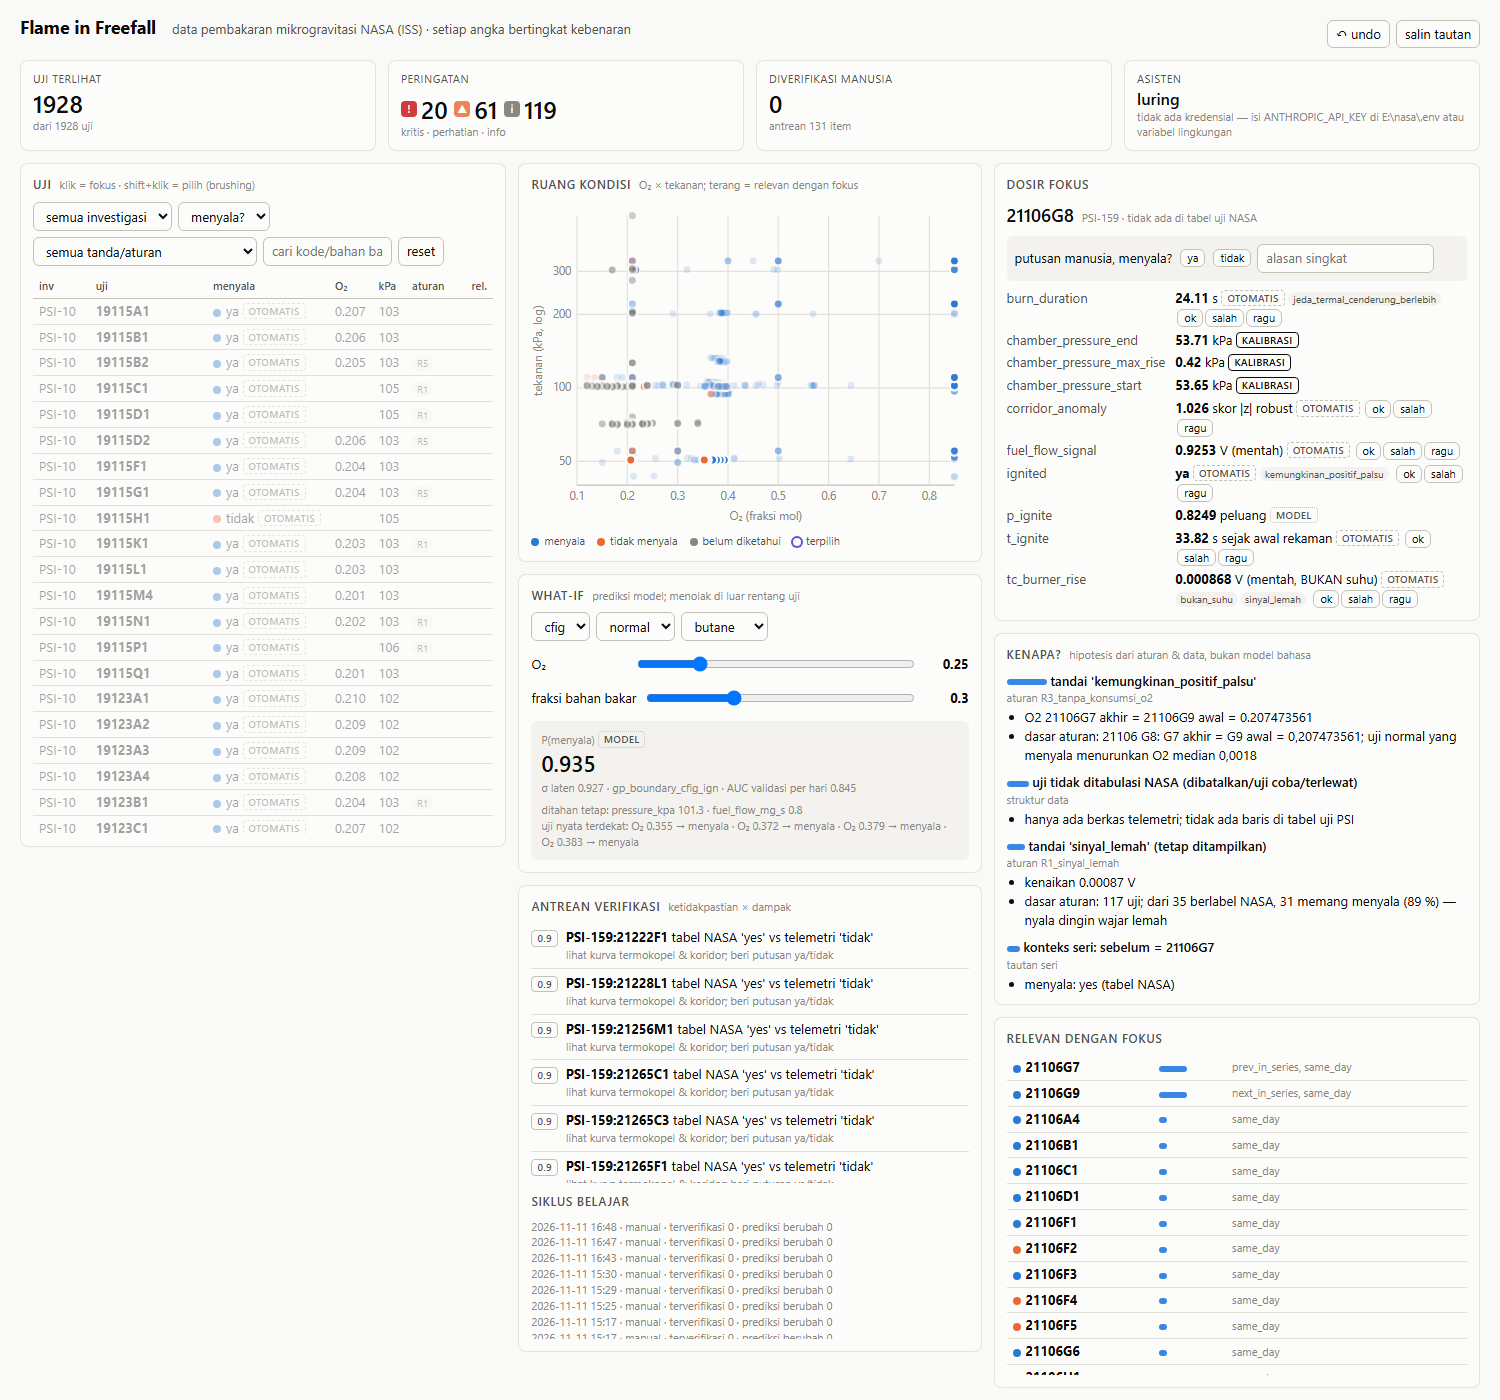 Flame in Freefall data pembakaran mikrogravitasi NASA (ISS) · setiap angka bertingkat kebenaran
↶ undo salin tautan
UJI TERLIHAT
1928
dari 1928 uji
PERINGATAN
! 20 ▲ 61 i 119
kritis · perhatian · info
DIVERIFIKASI MANUSIA
0
antrean 131 item
ASISTEN
luring
tidak ada kredensial — isi ANTHROPIC_API_KEY di E:\nasa\.env atau
variabel lingkungan
UJI klik = fokus · shift+klik = pilih (brushing)
semua investigasi menyala?
semua tanda/aturan cari kode/bahan ba reset
inv uji menyala O₂ kPa aturan rel.
PSI-10 19115A1 ya OTOMATIS 0.207 103
PSI-10 19115B1 ya OTOMATIS 0.206 103
PSI-10 19115B2 ya OTOMATIS 0.205 103 R5
PSI-10 19115C1 ya OTOMATIS 105 R1
PSI-10 19115D1 ya OTOMATIS 105 R1
PSI-10 19115D2 ya OTOMATIS 0.206 103 R5
PSI-10 19115F1 ya OTOMATIS 0.204 103
PSI-10 19115G1 ya OTOMATIS 0.204 103 R5
PSI-10 19115H1 tidak OTOMATIS 105
PSI-10 19115K1 ya OTOMATIS 0.203 103 R1
PSI-10 19115L1 ya OTOMATIS 0.203 103
PSI-10 19115M4 ya OTOMATIS 0.201 103
PSI-10 19115N1 ya OTOMATIS 0.202 103 R1
PSI-10 19115P1 ya OTOMATIS 106 R1
PSI-10 19115Q1 ya OTOMATIS 0.201 103
PSI-10 19123A1 ya OTOMATIS 0.210 102
PSI-10 19123A2 ya OTOMATIS 0.209 102
PSI-10 19123A3 ya OTOMATIS 0.209 102
PSI-10 19123A4 ya OTOMATIS 0.208 102
PSI-10 19123B1 ya OTOMATIS 0.204 103 R1
PSI-10 19123C1 ya OTOMATIS 0.207 102
RUANG KONDISI O₂ × tekanan; terang = relevan dengan fokus
tekanan (kPa, log)
300
200
100
50
0.1 0.2 0.3 0.4 0.5 0.6 0.7 0.8
O₂ (fraksi mol)
menyala tidak menyala belum diketahui terpilih
WHAT-IF prediksi model; menolak di luar rentang uji
cfig normal butane
O₂ 0.25
fraksi bahan bakar 0.3
P(menyala) MODEL
0.935
σ laten 0.927 · gp_boundary_cfig_ign · AUC validasi per hari 0.845
ditahan tetap: pressure_kpa 101.3 · fuel_flow_mg_s 0.8
uji nyata terdekat: O₂ 0.355 → menyala · O₂ 0.372 → menyala · O₂ 0.379 → menyala ·
O₂ 0.383 → menyala
ANTREAN VERIFIKASI ketidakpastian × dampak
0.9 PSI-159:21222F1 tabel NASA 'yes' vs telemetri 'tidak'
lihat kurva termokopel & koridor; beri putusan ya/tidak
0.9 PSI-159:21228L1 tabel NASA 'yes' vs telemetri 'tidak'
lihat kurva termokopel & koridor; beri putusan ya/tidak
0.9 PSI-159:21256M1 tabel NASA 'yes' vs telemetri 'tidak'
lihat kurva termokopel & koridor; beri putusan ya/tidak
0.9 PSI-159:21265C1 tabel NASA 'yes' vs telemetri 'tidak'
lihat kurva termokopel & koridor; beri putusan ya/tidak
0.9 PSI-159:21265C3 tabel NASA 'yes' vs telemetri 'tidak'
lihat kurva termokopel & koridor; beri putusan ya/tidak
0.9 PSI-159:21265F1 tabel NASA 'yes' vs telemetri 'tidak'
SIKLUS BELAJAR
2026-11-11 16:48 · manual · terverifikasi 0 · prediksi berubah 0
2026-11-11 16:47 · manual · terverifikasi 0 · prediksi berubah 0
2026-11-11 16:43 · manual · terverifikasi 0 · prediksi berubah 0
2026-11-11 15:30 · manual · terverifikasi 0 · prediksi berubah 0
2026-11-11 15:29 · manual · terverifikasi 0 · prediksi berubah 0
2026-11-11 15:25 · manual · terverifikasi 0 · prediksi berubah 0
2026-11-11 15:17 · manual · terverifikasi 0 · prediksi berubah 0
DOSIR FOKUS
21106G8 PSI-159 · tidak ada di tabel uji NASA
putusan manusia, menyala? ya tidak alasan singkat
burn_duration 24.11 s OTOMATIS jeda_termal_cenderung_berlebih
ok salah ragu
chamber_pressure_end 53.71 kPa KALIBRASI
chamber_pressure_max_rise 0.42 kPa KALIBRASI
chamber_pressure_start 53.65 kPa KALIBRASI
corridor_anomaly 1.026 skor |z| robust OTOMATIS ok salah
ragu
fuel_flow_signal 0.9253 V (mentah) OTOMATIS ok salah ragu
ignited ya OTOMATIS kemungkinan_positif_palsu ok salah
ragu
p_ignite 0.8249 peluang MODEL
t_ignite 33.82 s sejak awal rekaman OTOMATIS ok
salah ragu
tc_burner_rise 0.000868 V (mentah, BUKAN suhu) OTOMATIS
bukan_suhu sinyal_lemah ok salah ragu
KENAPA? hipotesis dari aturan & data, bukan model bahasa
tandai 'kemungkinan_positif_palsu'
aturan R3_tanpa_konsumsi_o2
• O2 21106G7 akhir = 21106G9 awal = 0.207473561
• dasar aturan: 21106 G8: G7 akhir = G9 awal = 0,207473561; uji normal yang
menyala menurunkan O2 median 0,0018
uji tidak ditabulasi NASA (dibatalkan/uji coba/terlewat)
struktur data
• hanya ada berkas telemetri; tidak ada baris di tabel uji PSI
tandai 'sinyal_lemah' (tetap ditampilkan)
aturan R1_sinyal_lemah
• kenaikan 0.00087 V
• dasar aturan: 117 uji; dari 35 berlabel NASA, 31 memang menyala (89 %) —
nyala dingin wajar lemah
konteks seri: sebelum = 21106G7
tautan seri
• menyala: yes (tabel NASA)
RELEVAN DENGAN FOKUS
21106G7 prev_in_series, same_day
21106G9 next_in_series, same_day
21106A4 same_day
21106B1 same_day
21106C1 same_day
21106D1 same_day
21106F1 same_day
21106F2 same_day
21106F3 same_day
21106F4 same_day
21106F5 same_day
21106G6 same_day